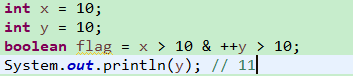 int x = 10;
int y = 10;
boolean flag = x > 10 & ++y > 10;
System.out.println(y); // 11